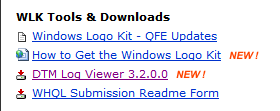 WLK Tools & Downloads
Windows Logo Kit - QFE Updates
How to Get the Windows Logo Kit NEW!
DTM Log Viewer 3.2.0.0 NEW!
WHQL Submission Readme Form